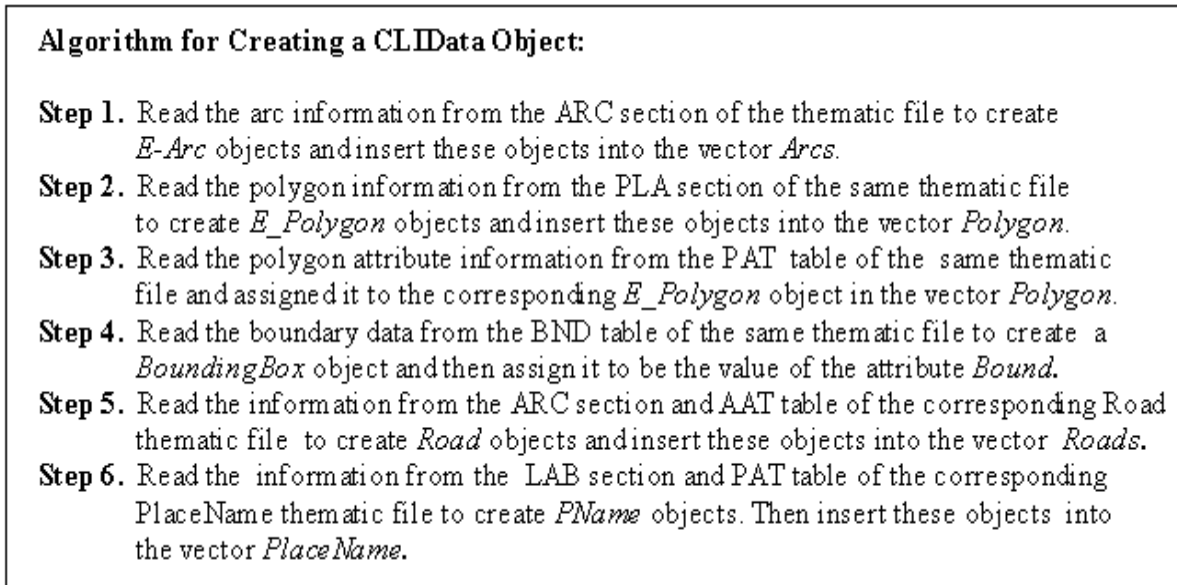 Algorithm for Creating a CLIData Object:
Step 1. Read the arc information from the ARC section of the thematic file to create
E-Arc objects and insert these objects into the vector Arcs.
Step 2. Read the polygon information from the PLA section of the same thematic file
to create E_Polygon objects and insert these objects into the vector Polygon.
Step 3. Read the polygon attribute information from the PAT table of the same thematic
file and assigned it to the corresponding E_Polygon object in the vector Polygon.
Step 4. Read the boundary data from the BND table of the same thematic file to create a
BoundingBox object and then assign it to be the value of the attribute Bound.
Step 5. Read the information from the ARC section and AAT table of the corresponding Road
thematic file to create Road objects and insert these objects into the vector Roads.
Step 6. Read the information from the LAB section and PAT table of the corresponding
PlaceName thematic file to create PName objects. Then insert these objects into
the vector PlaceName.